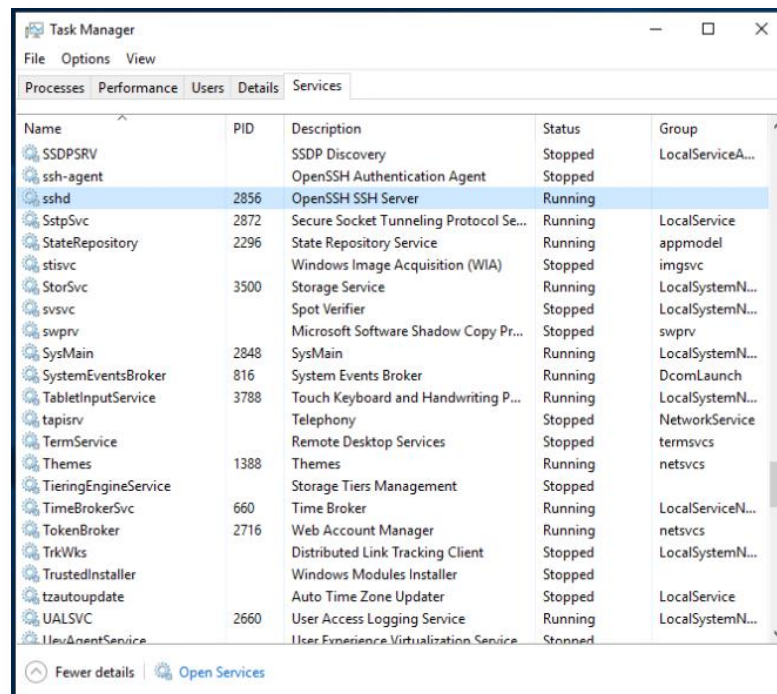 Task Manager
File Options View
Processes Performance Users Details Services
Name PID Description Status Group
SSDPSRV SSDP Discovery Stopped LocalServiceA...
ssh-agent OpenSSH Authentication Agent Stopped
sshd 2856 OpenSSH SSH Server Running
SstpSvc 2872 Secure Socket Tunneling Protocol Se... Running LocalService
StateRepository 2296 State Repository Service Running appmodel
stisvc Windows Image Acquisition (WIA) Stopped imgsvc
StorSvc 3500 Storage Service Running LocalSystemN...
svsvc Spot Verifier Stopped LocalSystemN...
swprv Microsoft Software Shadow Copy Pr... Stopped swprv
SysMain 2848 SysMain Running LocalSystemN...
SystemEventsBroker 816 System Events Broker Running DcomLaunch
TabletInputService 3788 Touch Keyboard and Handwriting P... Running LocalSystemN...
tapisrv Telephony Stopped NetworkService
TermService Remote Desktop Services Stopped termsvcs
Themes 1388 Themes Running netsvcs
TieringEngineService Storage Tiers Management Stopped
TimeBrokerSvc 660 Time Broker Running LocalServiceN...
TokenBroker 2716 Web Account Manager Running netsvcs
TrkWks Distributed Link Tracking Client Stopped LocalSystemN...
TrustedInstaller Windows Modules Installer Stopped
tzautoupdate Auto Time Zone Updater Stopped LocalService
UALSVC 2660 User Access Logging Service Running LocalSystemN...
UevAgentService User Experience Virtualization Service Stopped
Fewer details Open Services